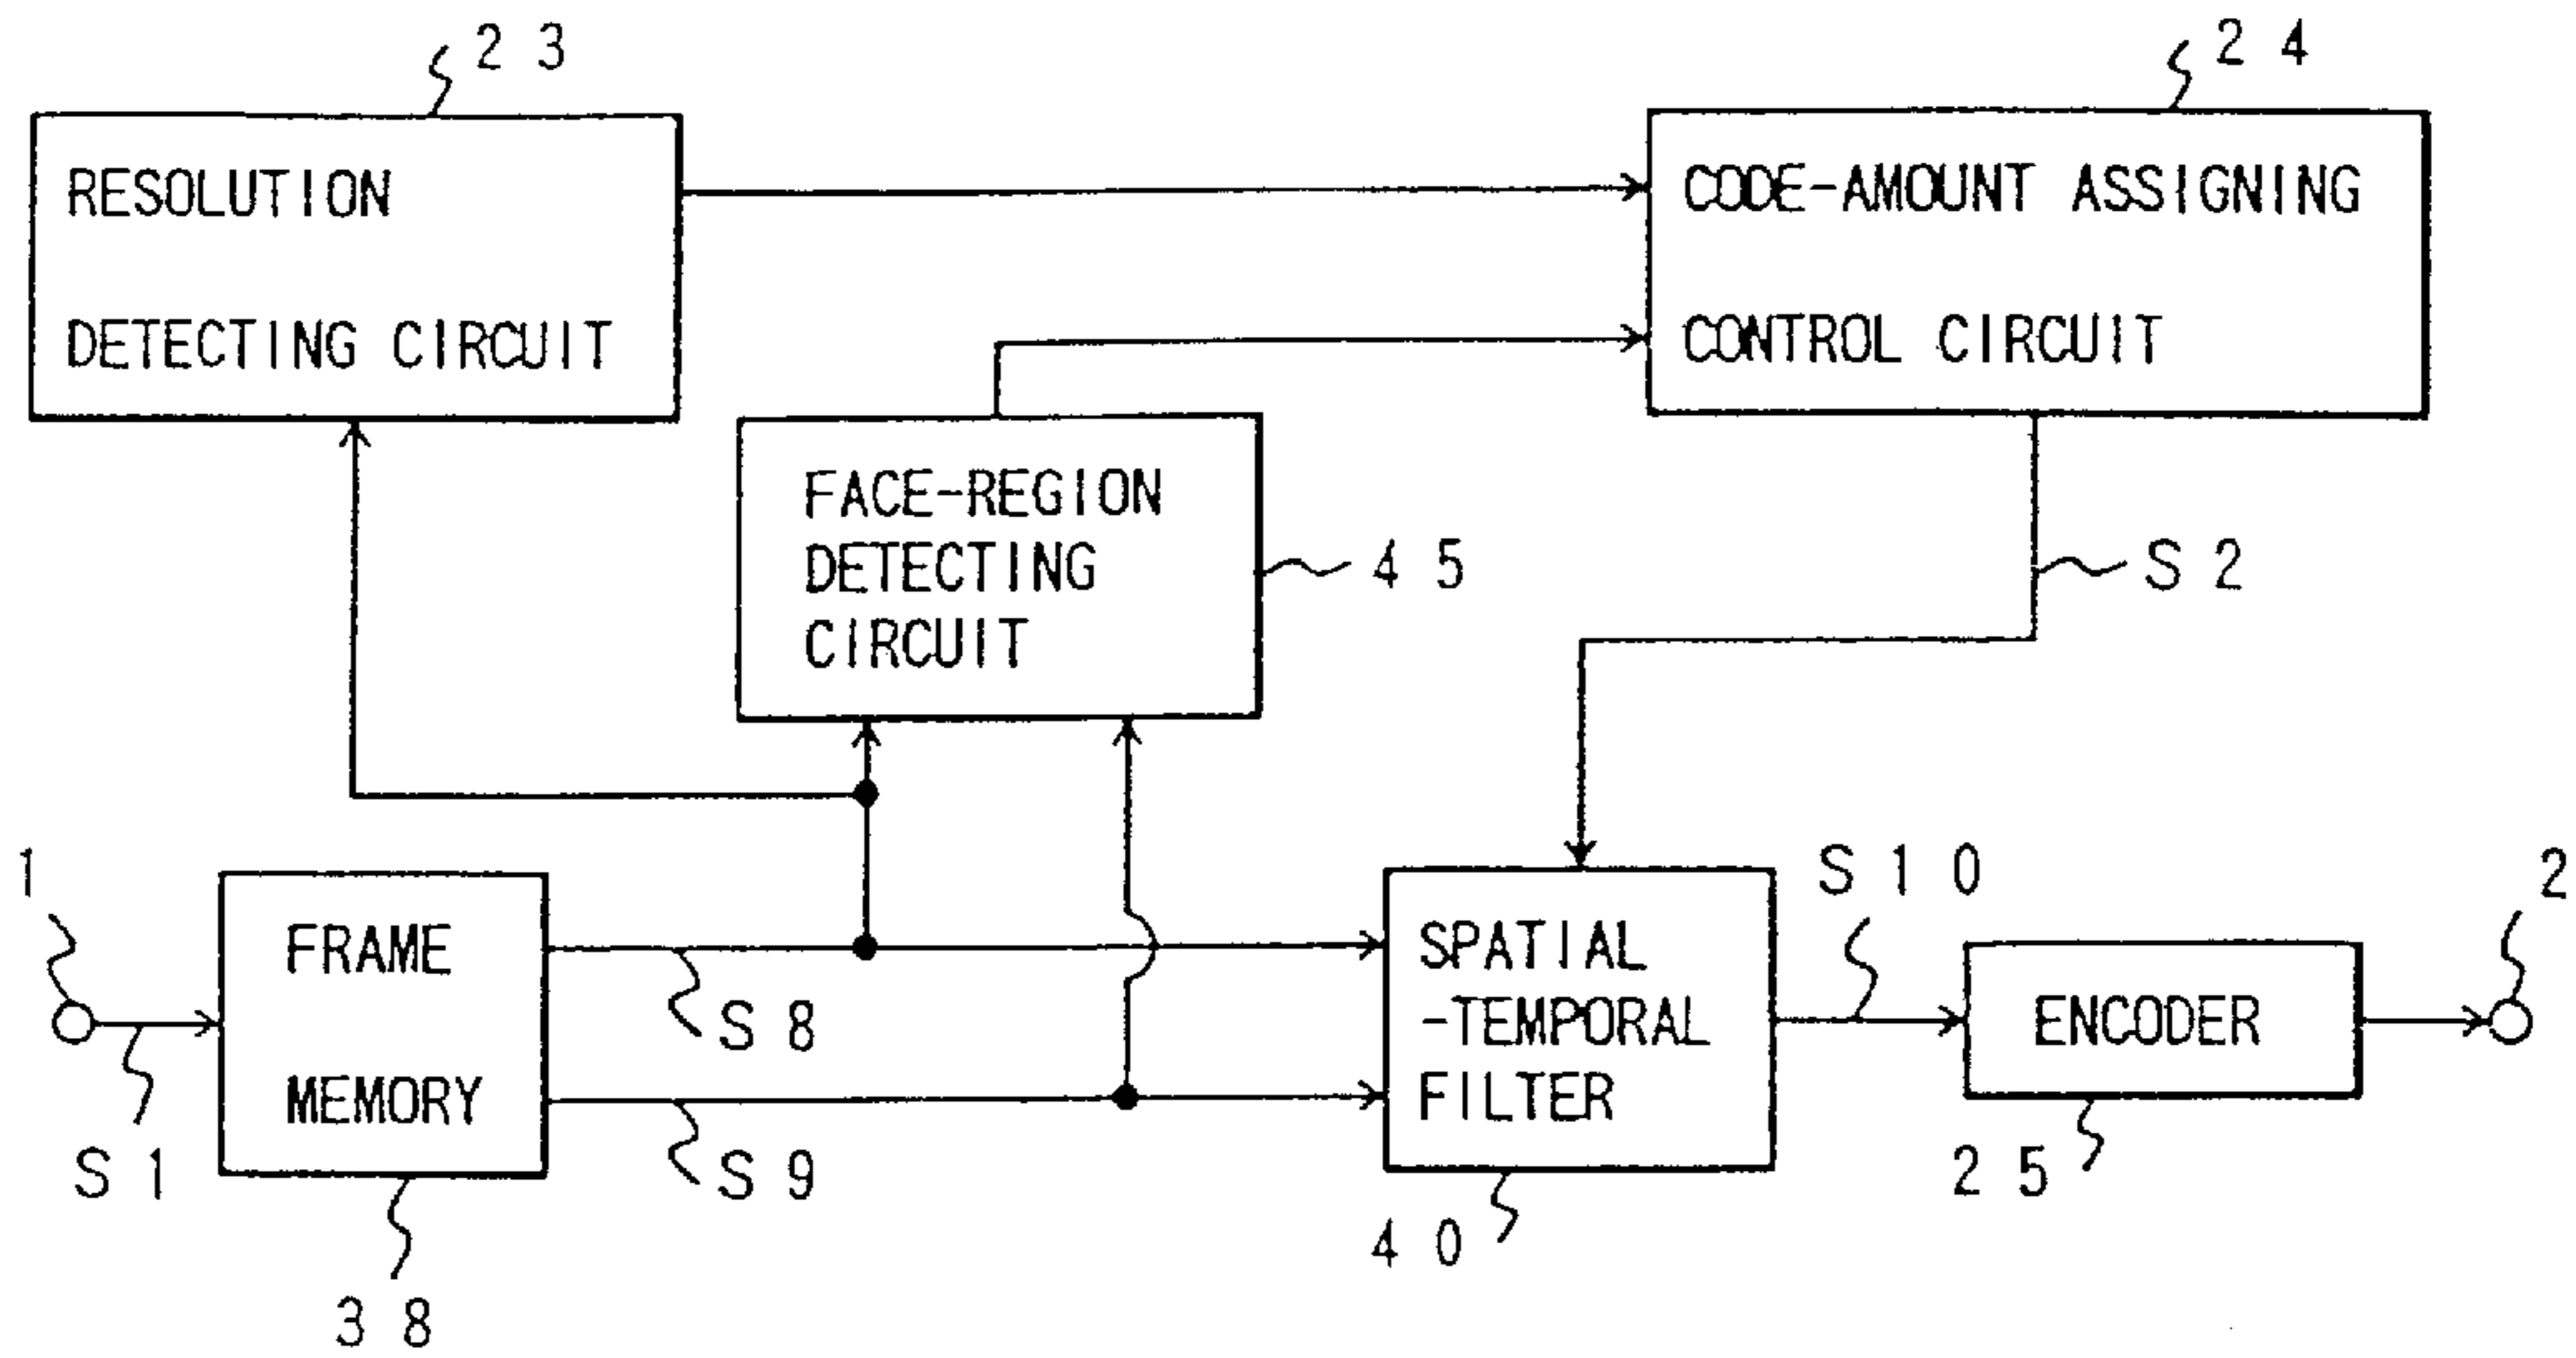 23
24
RESOLUTION
DETECTING CIRCUIT
CODE-AMOUNT ASSIGNING
CONTROL CIRCUIT
FACE-REGION
DETECTING
CIRCUIT
45
S2
1
FRAME
MEMORY
S1
38
S8
S9
SPATIAL
-TEMPORAL
FILTER
40
S10
ENCODER
25
2